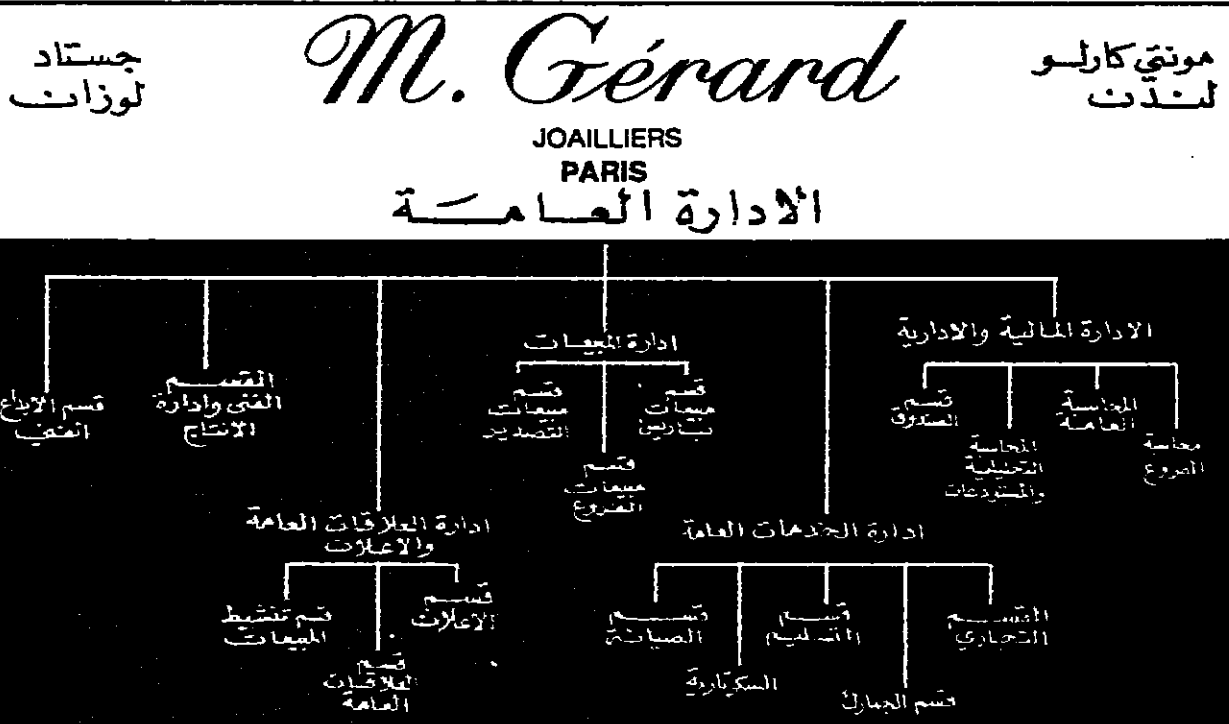 مونتي كارلو
لندن
M. Gérard
جستاد
لوزان
JOAILLIERS
PARIS
الادارة العامة
الادارة المالية والادارية
محاسبة
الفروع
المحاسبة
العامة
المحاسبة
التحليلية
والمستودعات
قسم
الصندوق
ادارة المبيعات
قسم
مبيعات
باريس
قسم
مبيعات
الفروع
قسم
مبيعات
التصدير
القسم
الفني وادارة
الانتاج
قسم الابداع
الفني
ادارة الخدمات العامة
القسم
التجاري
قسم الجمارك
قسم
التسليم
السكرتارية
قسم
الصيانة
ادارة العلاقات العامة
والاعلان
قسم
الاعلان
قسم
العلاقات
العامة
قسم تنشيط
المبيعات